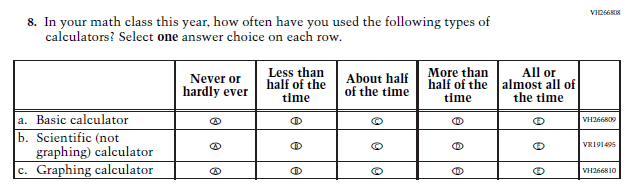 VH266808
8. In your math class this year, how often have you used the following types of
calculators? Select one answer choice on each row.
Never or hardly ever
Less than half of the time
About half of the time
More than half of the time
All or almost all of the time
a. Basic calculator A B C D E VH266809
b. Scientific (not
graphing) calculator A B C D E VR191495
c. Graphing calculator A B C D E VH266810